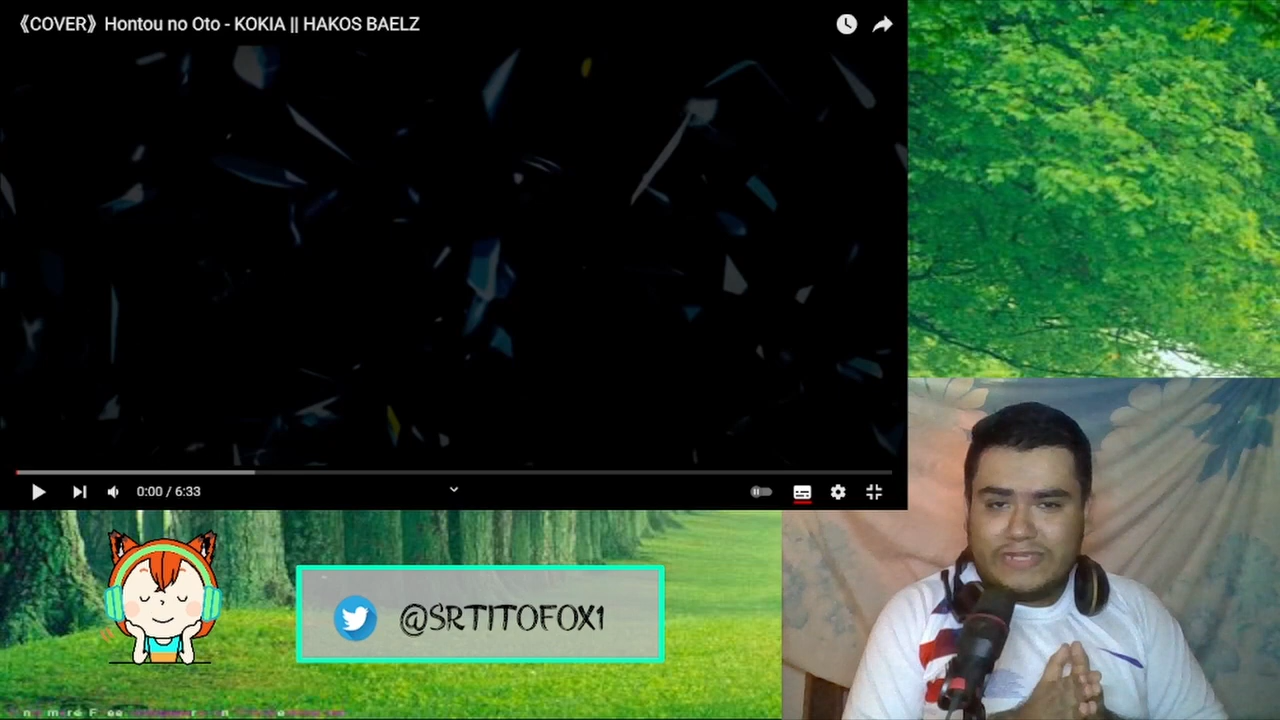 《COVER》 Hontou no Oto - KOKIA || HAKOS BAELZ
0:00 / 6:33
@SRTITOFOX1